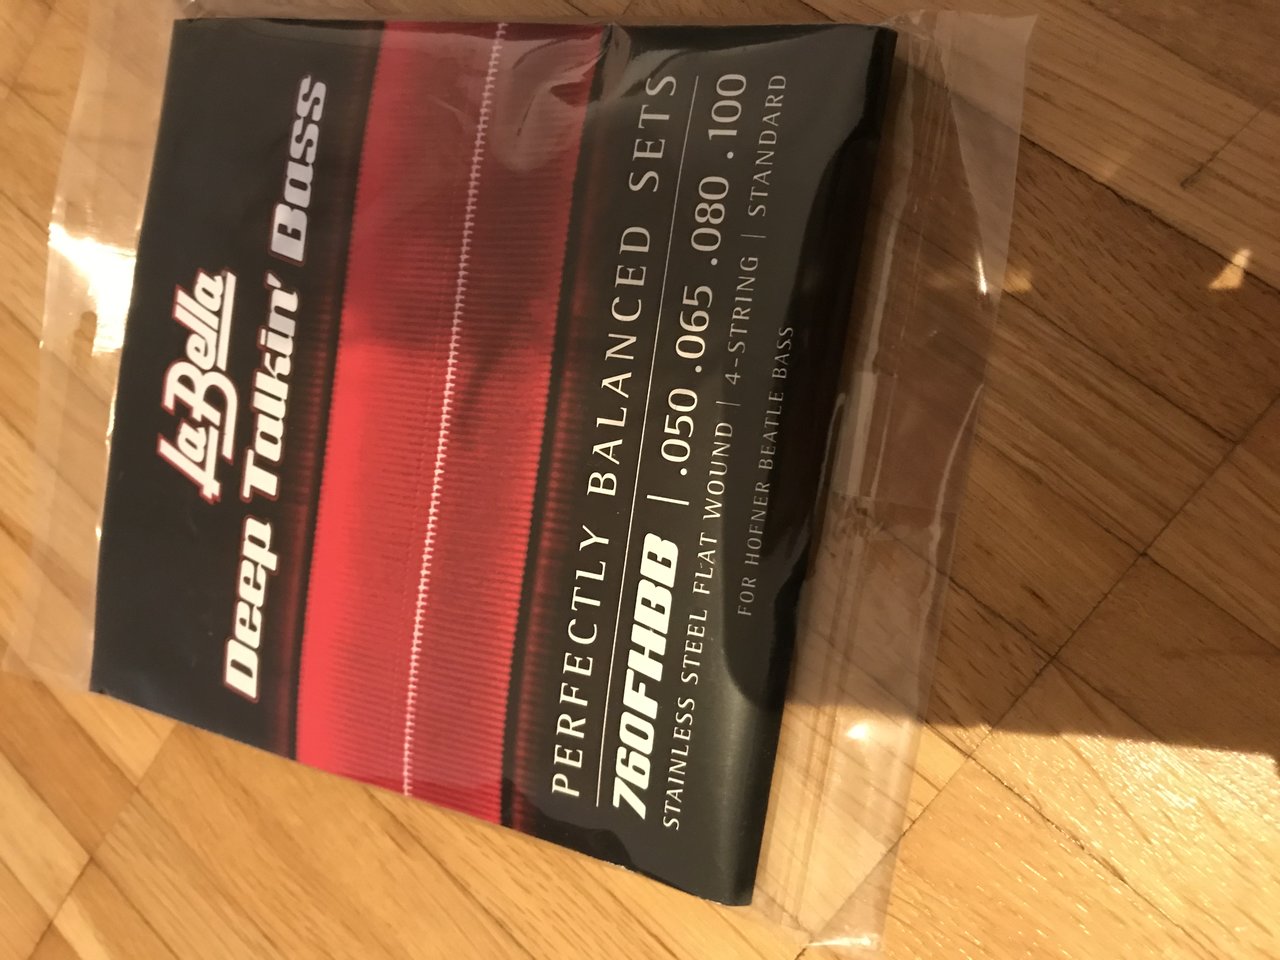 La Bella
Deep Talkin' Bass
PERFECTLY BALANCED SETS
760FHBB | .050 .065 .080 .100
STAINLESS STEEL FLAT WOUND | 4-STRING | STANDARD
FOR HOFNER BEATLE BASS